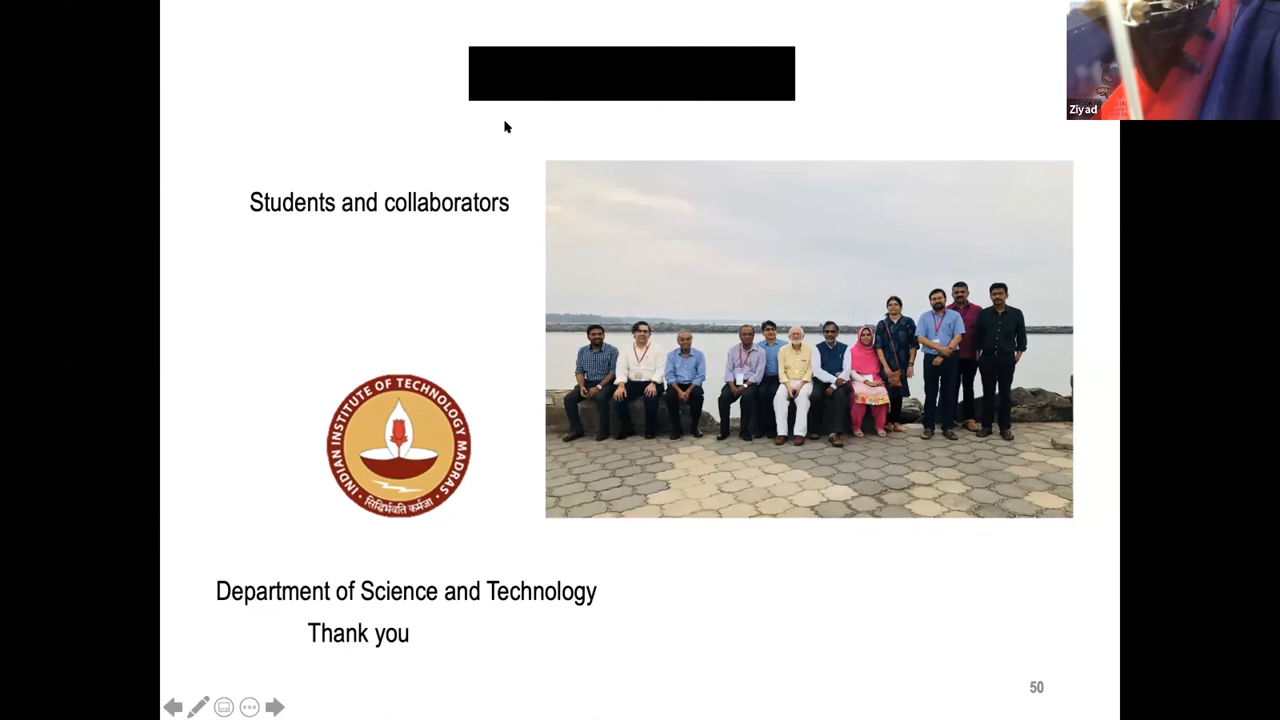 Ziyad
Students and collaborators
INDIAN INSTITUTE OF TECHNOLOGY MADRAS
सिद्धिर्भवति कर्मजा
Department of Science and Technology
Thank you
50